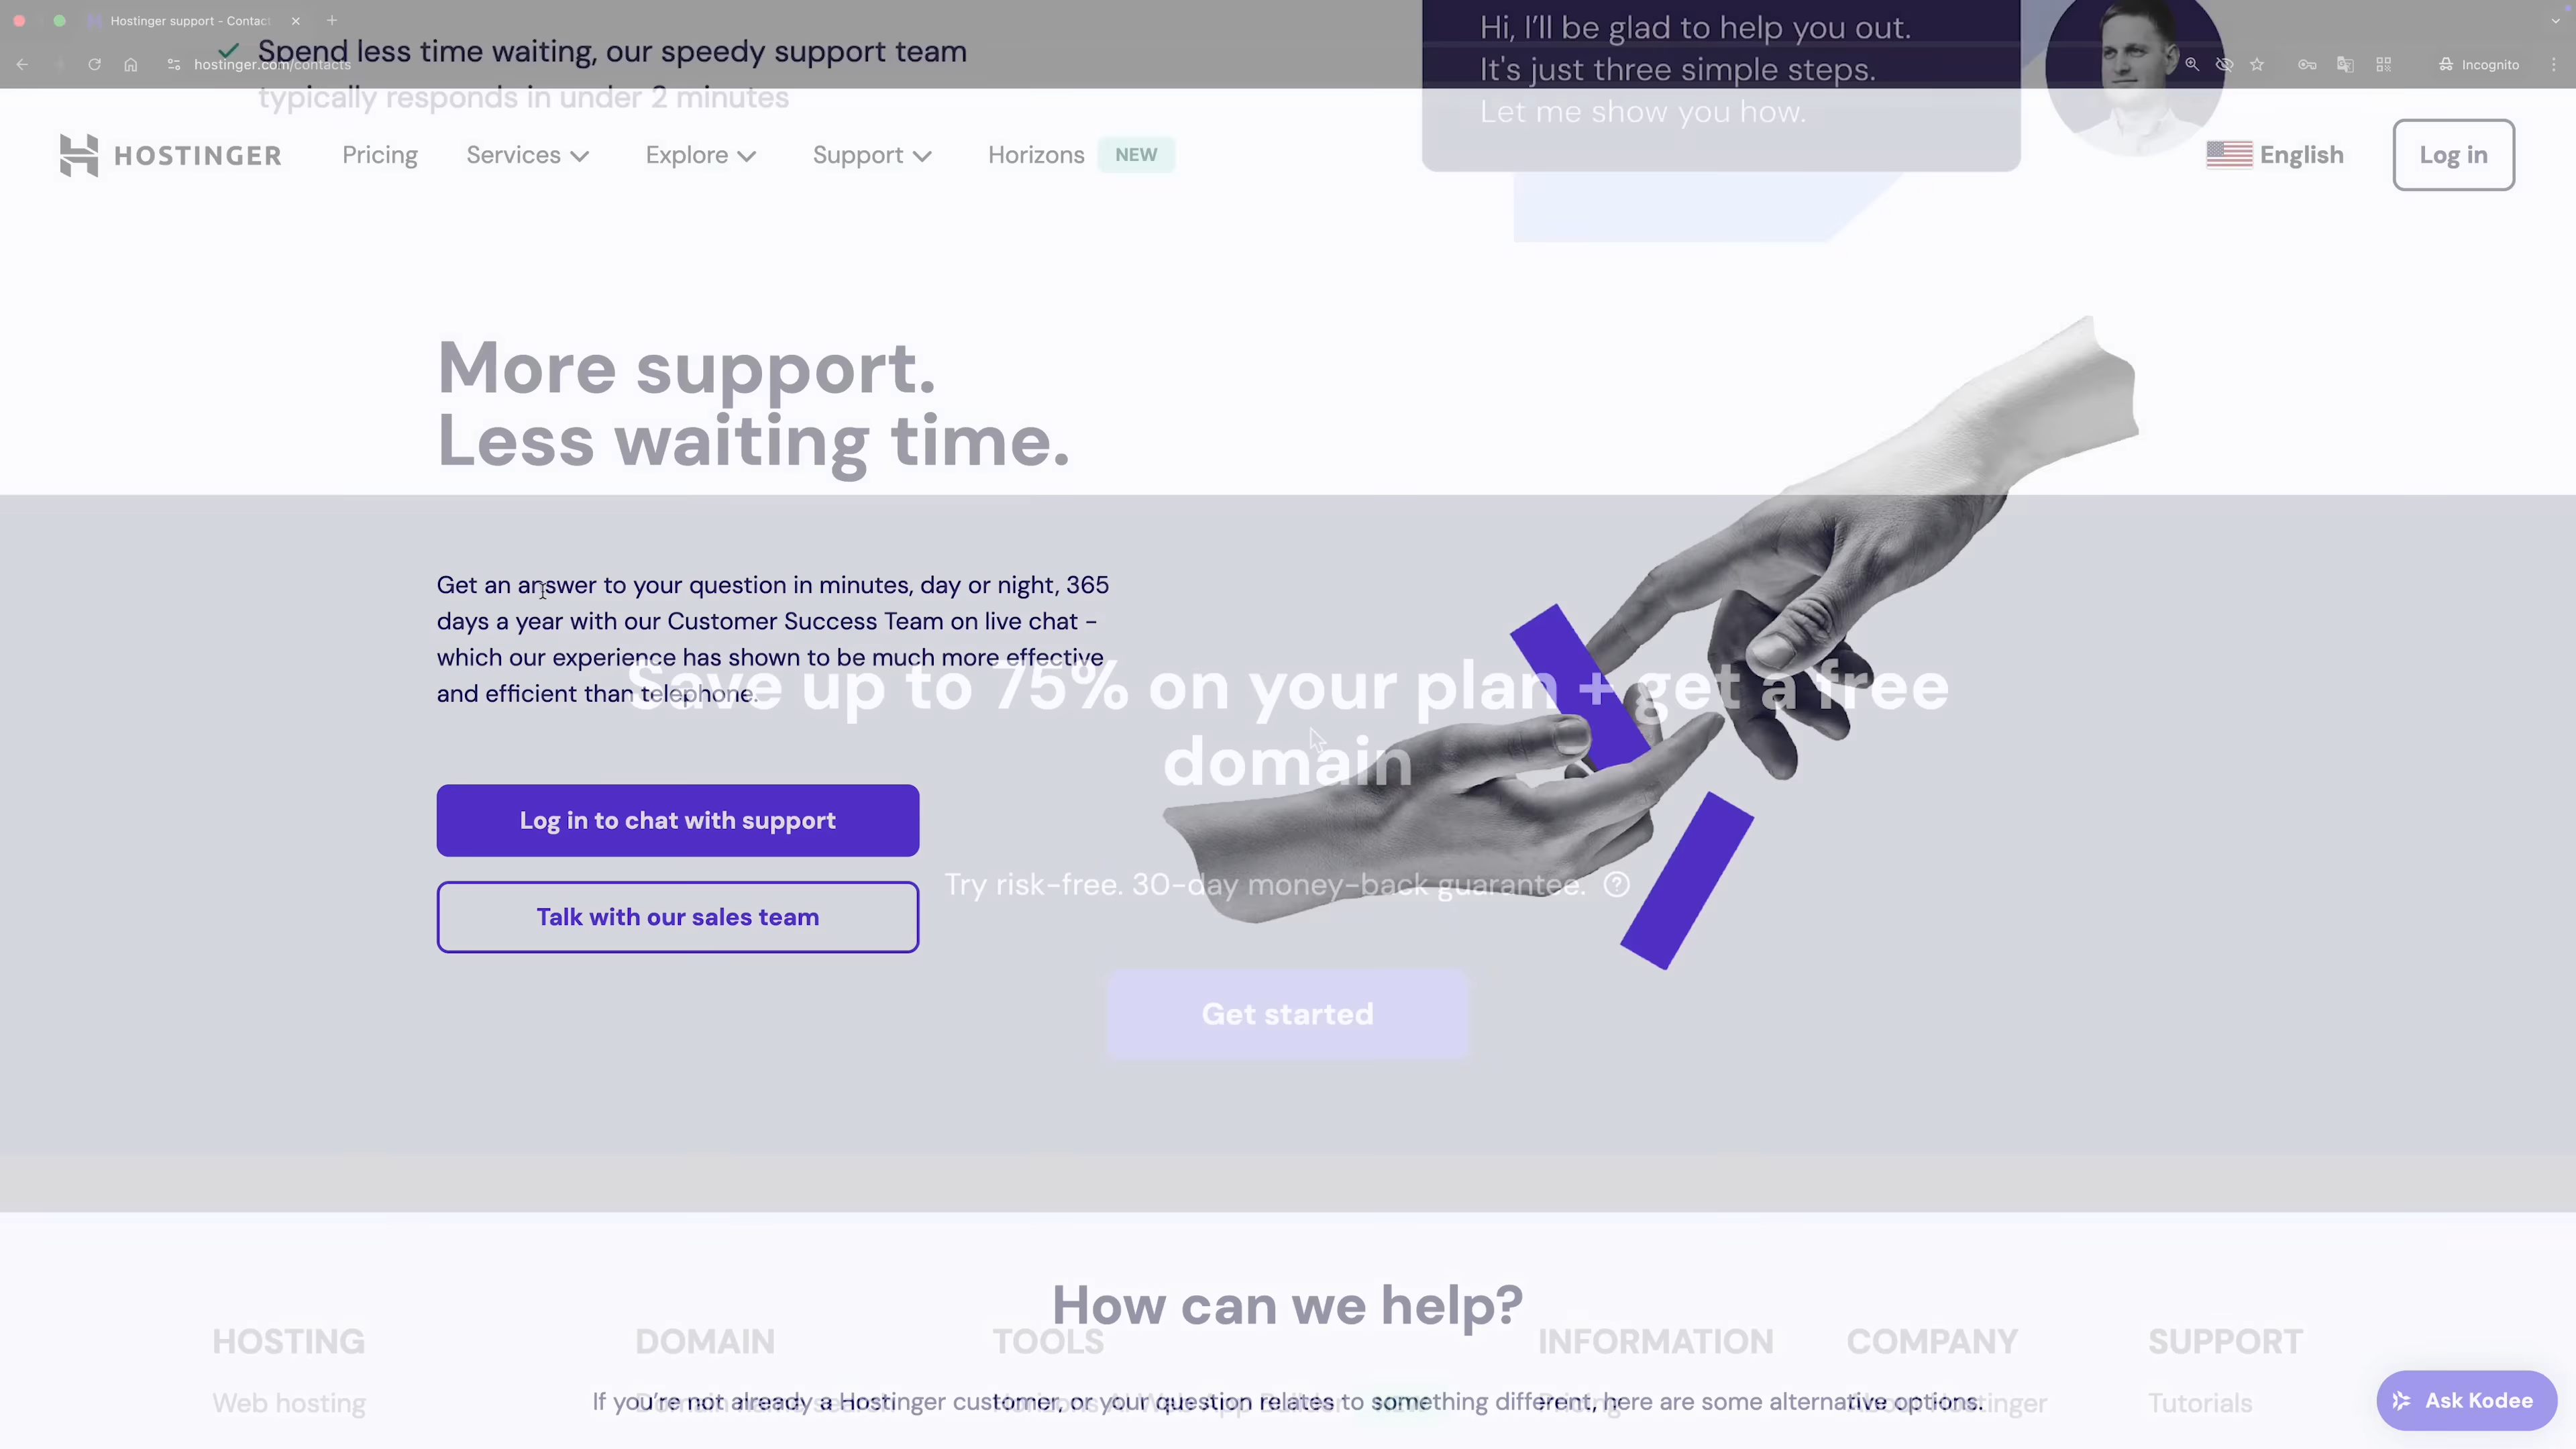 Hostinger support - Contac
hostinger.com/contacts
Incognito
Spend less time waiting, our speedy support team
typically responds in under 2 minutes
Hi, I'll be glad to help you out.
It's just three simple steps.
Let me show you how.
HOSTINGER
Pricing
Services
Explore
Support
Horizons
NEW
English
Log in
More support.
Less waiting time.
Get an answer to your question in minutes, day or night, 365
days a year with our Customer Success Team on live chat -
which our experience has shown to be much more effective
and efficient than telephone.
Save up to 75% on your plan + get a free
domain
Log in to chat with support
Try risk-free. 30-day money-back guarantee.
Talk with our sales team
Get started
How can we help?
HOSTING
DOMAIN
TOOLS
INFORMATION
COMPANY
SUPPORT
Web hosting
If you're not already a Hostinger customer, or your question relates to something different, here are some alternative options.
Tutorials
Ask Kodee